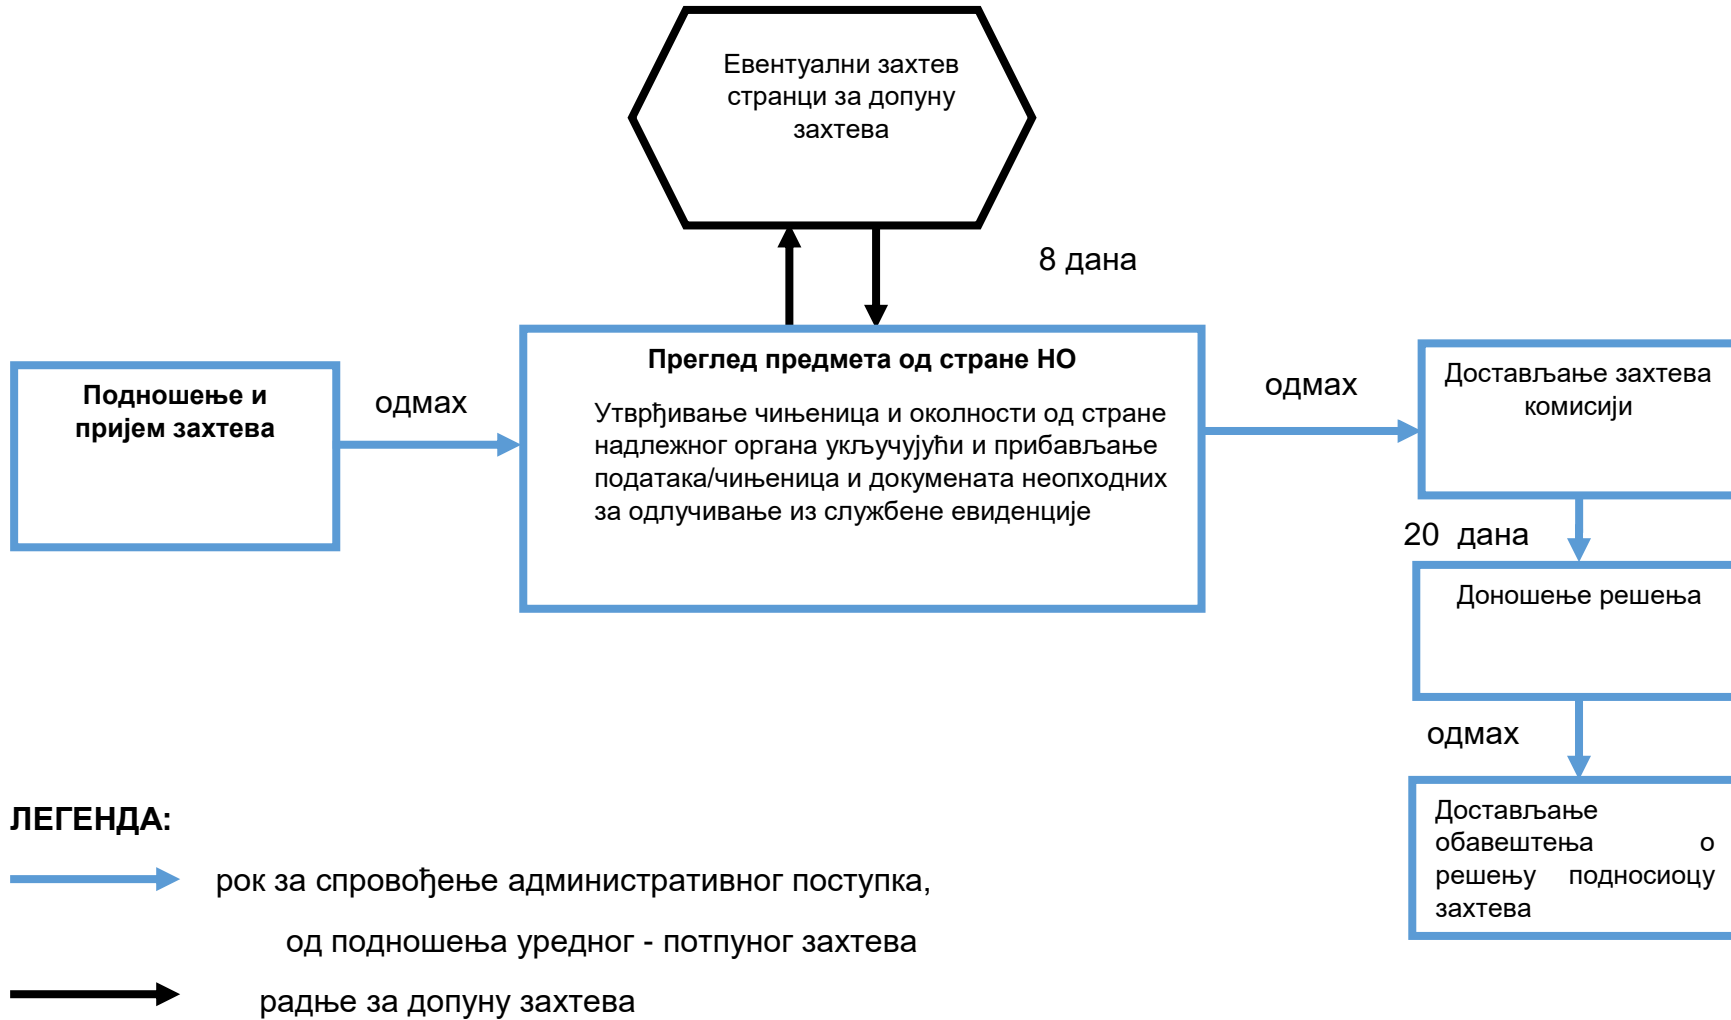 Евентуални захтев
странци за допуну
захтева
8 дана
Подношење и
пријем захтева
одмах
Преглед предмета од стране НО
Утврђивање чињеница и околности од стране
надлежног органа укључујући и прибављање
података/чињеница и докумената неопходних
за одлучивање из службене евиденције
одмах
Достављање захтева
комисији
20 дана
Доношење решења
одмах
Достављање
обавештења о
решењу подносиоцу
захтева
ЛЕГЕНДА:
рок за спровођење административног поступка,
од подношења уредног - потпуног захтева
радње за допуну захтева